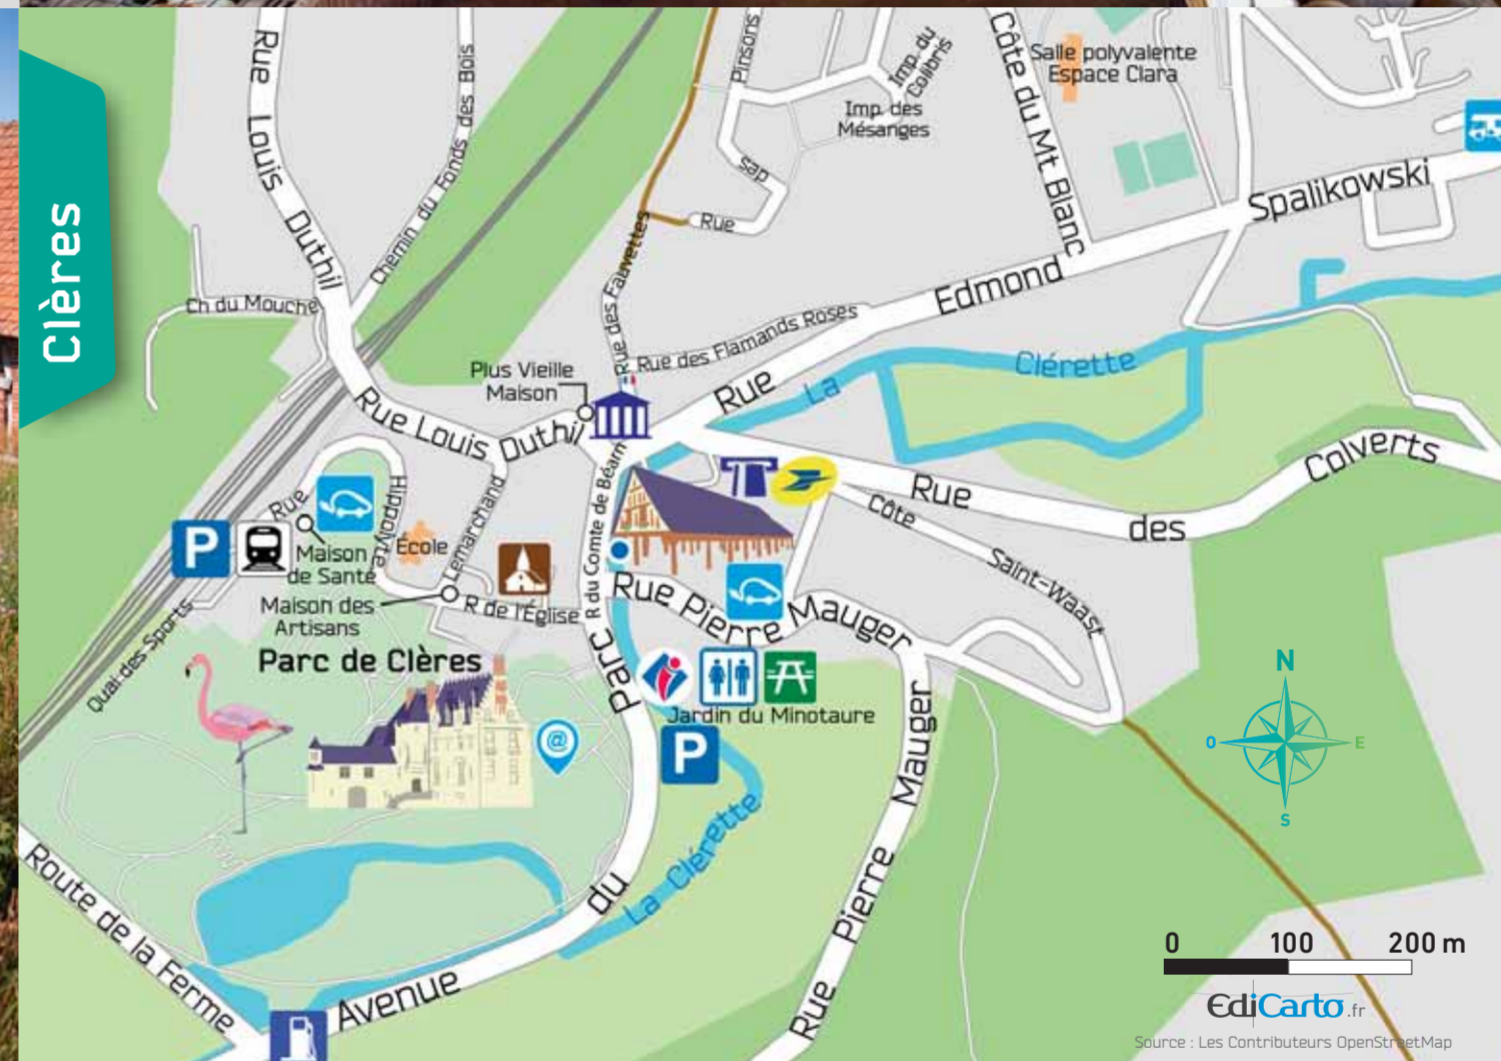 Clères
Rue Louis Duthil
Chemin du Fonds des Bois
Ch du Mouche
Pinsons
des
Rue
Imp. du
Colibris
Imp. des
Mésanges
Côte du Mt Blanc
Salle polyvalente
Espace Clara
Rue Edmond Spalikowski
Rue des Fauvettes
Rue des Flamands Roses
Plus Vieille
Maison
Rue Louis Duthil
La Clérette
Rue des Colverts
Côte Saint-Waast
R du Comte de Béarn
Rue Hippolyte
Lemarchand
École
P
Maison
de Santé
Maison des
Artisans
R de l'Église
Quai des Sports
Rue Pierre Mauger
Parc de Clères
@
Jardin du Minotaure
P
La Clérette
Rue Pierre Mauger
Avenue du Parc
Route de la Ferme
N
O
E
S
0 100 200 m
EdiCarto.fr
Source : Les Contributeurs OpenStreetMap